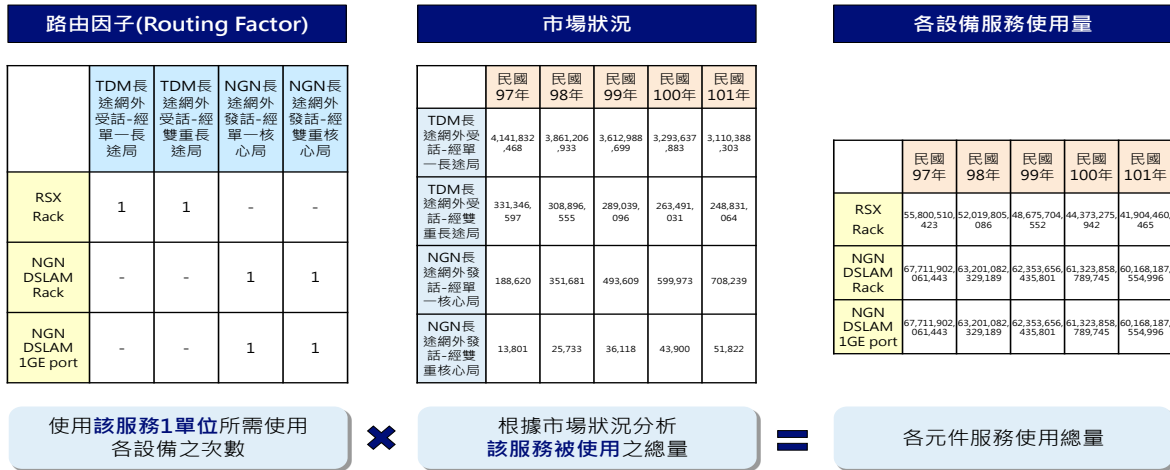 路由因子(Routing Factor)
TDM長
途網外
受話-經
單一長
途局
TDM長
途網外
受話-經
雙重長
途局
NGN長
途網外
發話-經
單一核
心局
NGN長
途網外
發話-經
雙重核
心局
RSX
Rack
1
1
-
-
NGN
DSLAM
Rack
-
-
1
1
NGN
DSLAM
1GE port
-
-
1
1
使用該服務1單位所需使用
各設備之次數
市場狀況
民國
97年
民國
98年
民國
99年
民國
100年
民國
101年
TDM長
途網外受
話-經單
一長途局
4,141,832
,468
3,861,206
,933
3,612,988
,699
3,293,637
,883
3,110,388
,303
TDM長
途網外受
話-經雙
重長途局
331,346,
597
308,896,
555
289,039,
096
263,491,
031
248,831,
064
NGN長
途網外發
話-經單
一核心局
188,620
351,681
493,609
599,973
708,239
NGN長
途網外發
話-經雙
重核心局
13,801
25,733
36,118
43,900
51,822
根據市場狀況分析
該服務被使用之總量
各設備服務使用量
民國
97年
民國
98年
民國
99年
民國
100年
民國
101年
RSX
Rack
55,800,510,
423
52,019,805,
086
48,675,704,
552
44,373,275,
942
41,904,460,
465
NGN
DSLAM
Rack
67,711,902,
061,443
63,201,082,
329,189
62,353,656,
435,801
61,323,858,
789,745
60,168,187,
554,996
NGN
DSLAM
1GE port
67,711,902,
061,443
63,201,082,
329,189
62,353,656,
435,801
61,323,858,
789,745
60,168,187,
554,996
各元件服務使用總量